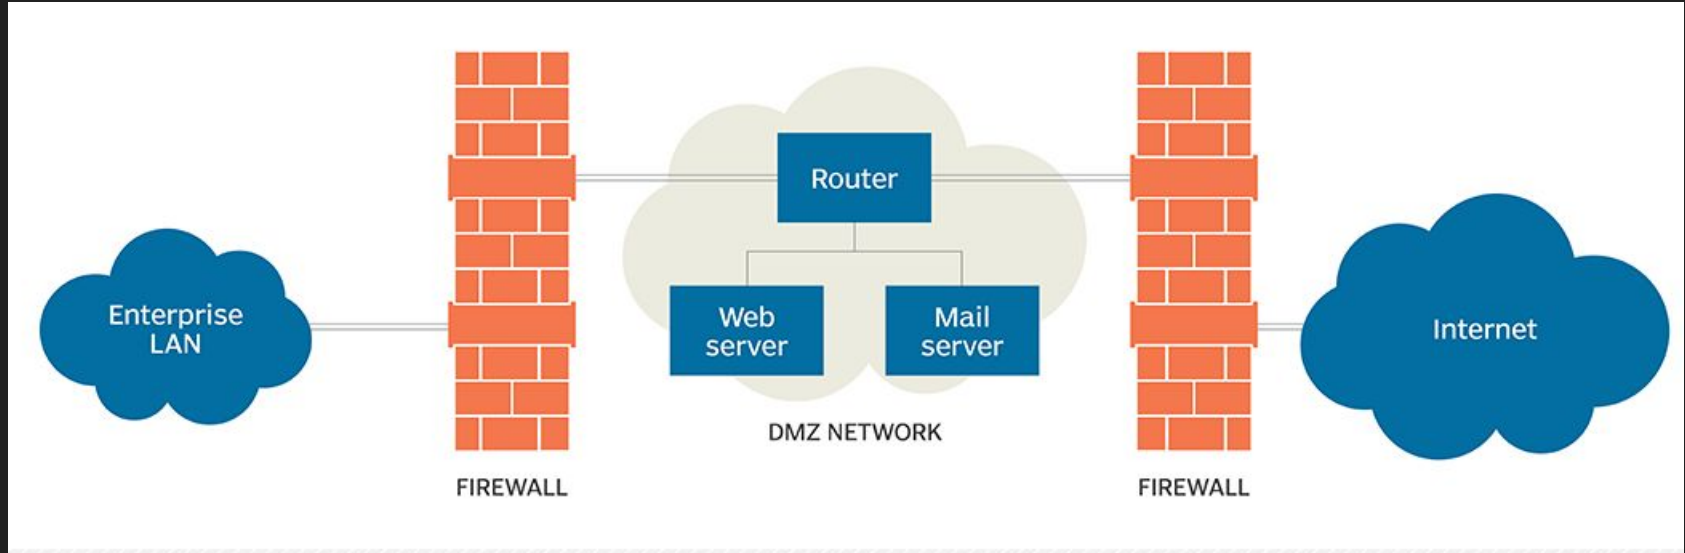 Router
Enterprise
LAN
Web
server
Mail
server
Internet
DMZ NETWORK
FIREWALL
FIREWALL